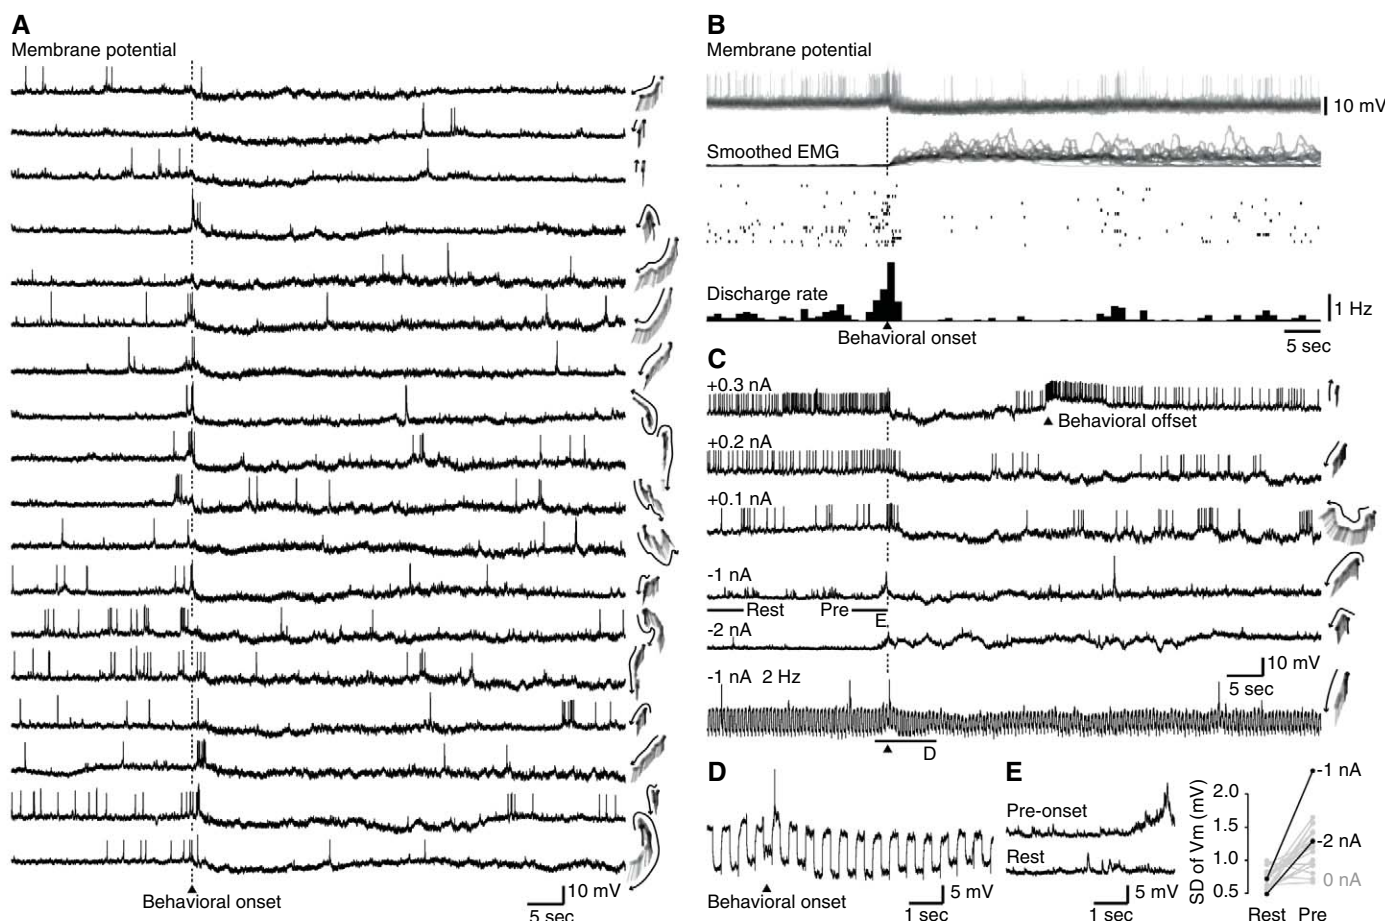 A
Membrane potential
Behavioral onset
10 mV
5 sec
B
Membrane potential
10 mV
Smoothed EMG
Discharge rate
1 Hz
Behavioral onset
5 sec
C
+0.3 nA
Behavioral offset
+0.2 nA
+0.1 nA
-1 nA
Rest
Pre
E
-2 nA
10 mV
5 sec
-1 nA 2 Hz
D
D
Behavioral onset
5 mV
1 sec
E
Pre-onset
Rest
5 mV
1 sec
SD of Vm (mV)
2.0
1.5
1.0
0.5
-1 nA
-2 nA
0 nA
Rest Pre